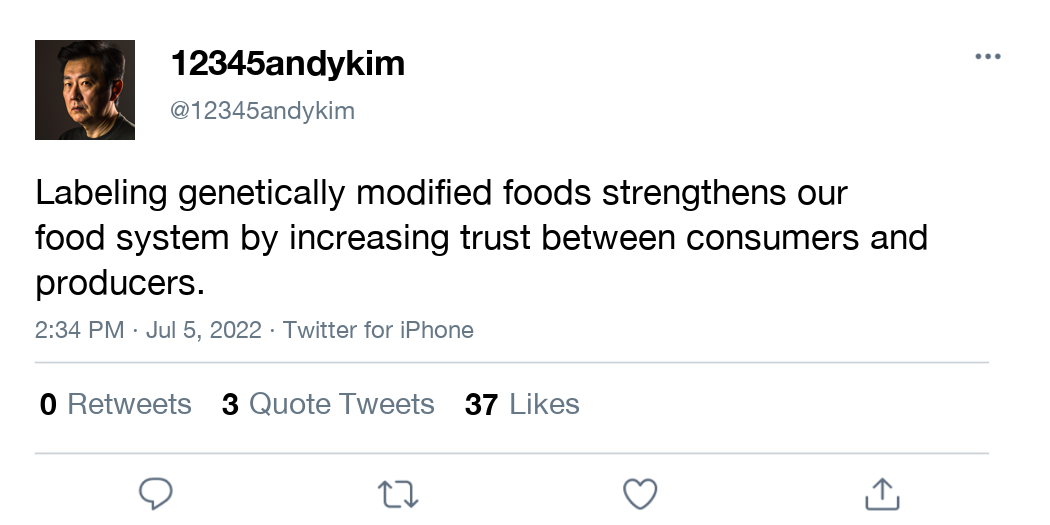 12345andykim
@12345andykim
Labeling genetically modified foods strengthens our
food system by increasing trust between consumers and
producers.
2:34 PM · Jul 5, 2022 · Twitter for iPhone
0 Retweets 3 Quote Tweets 37 Likes